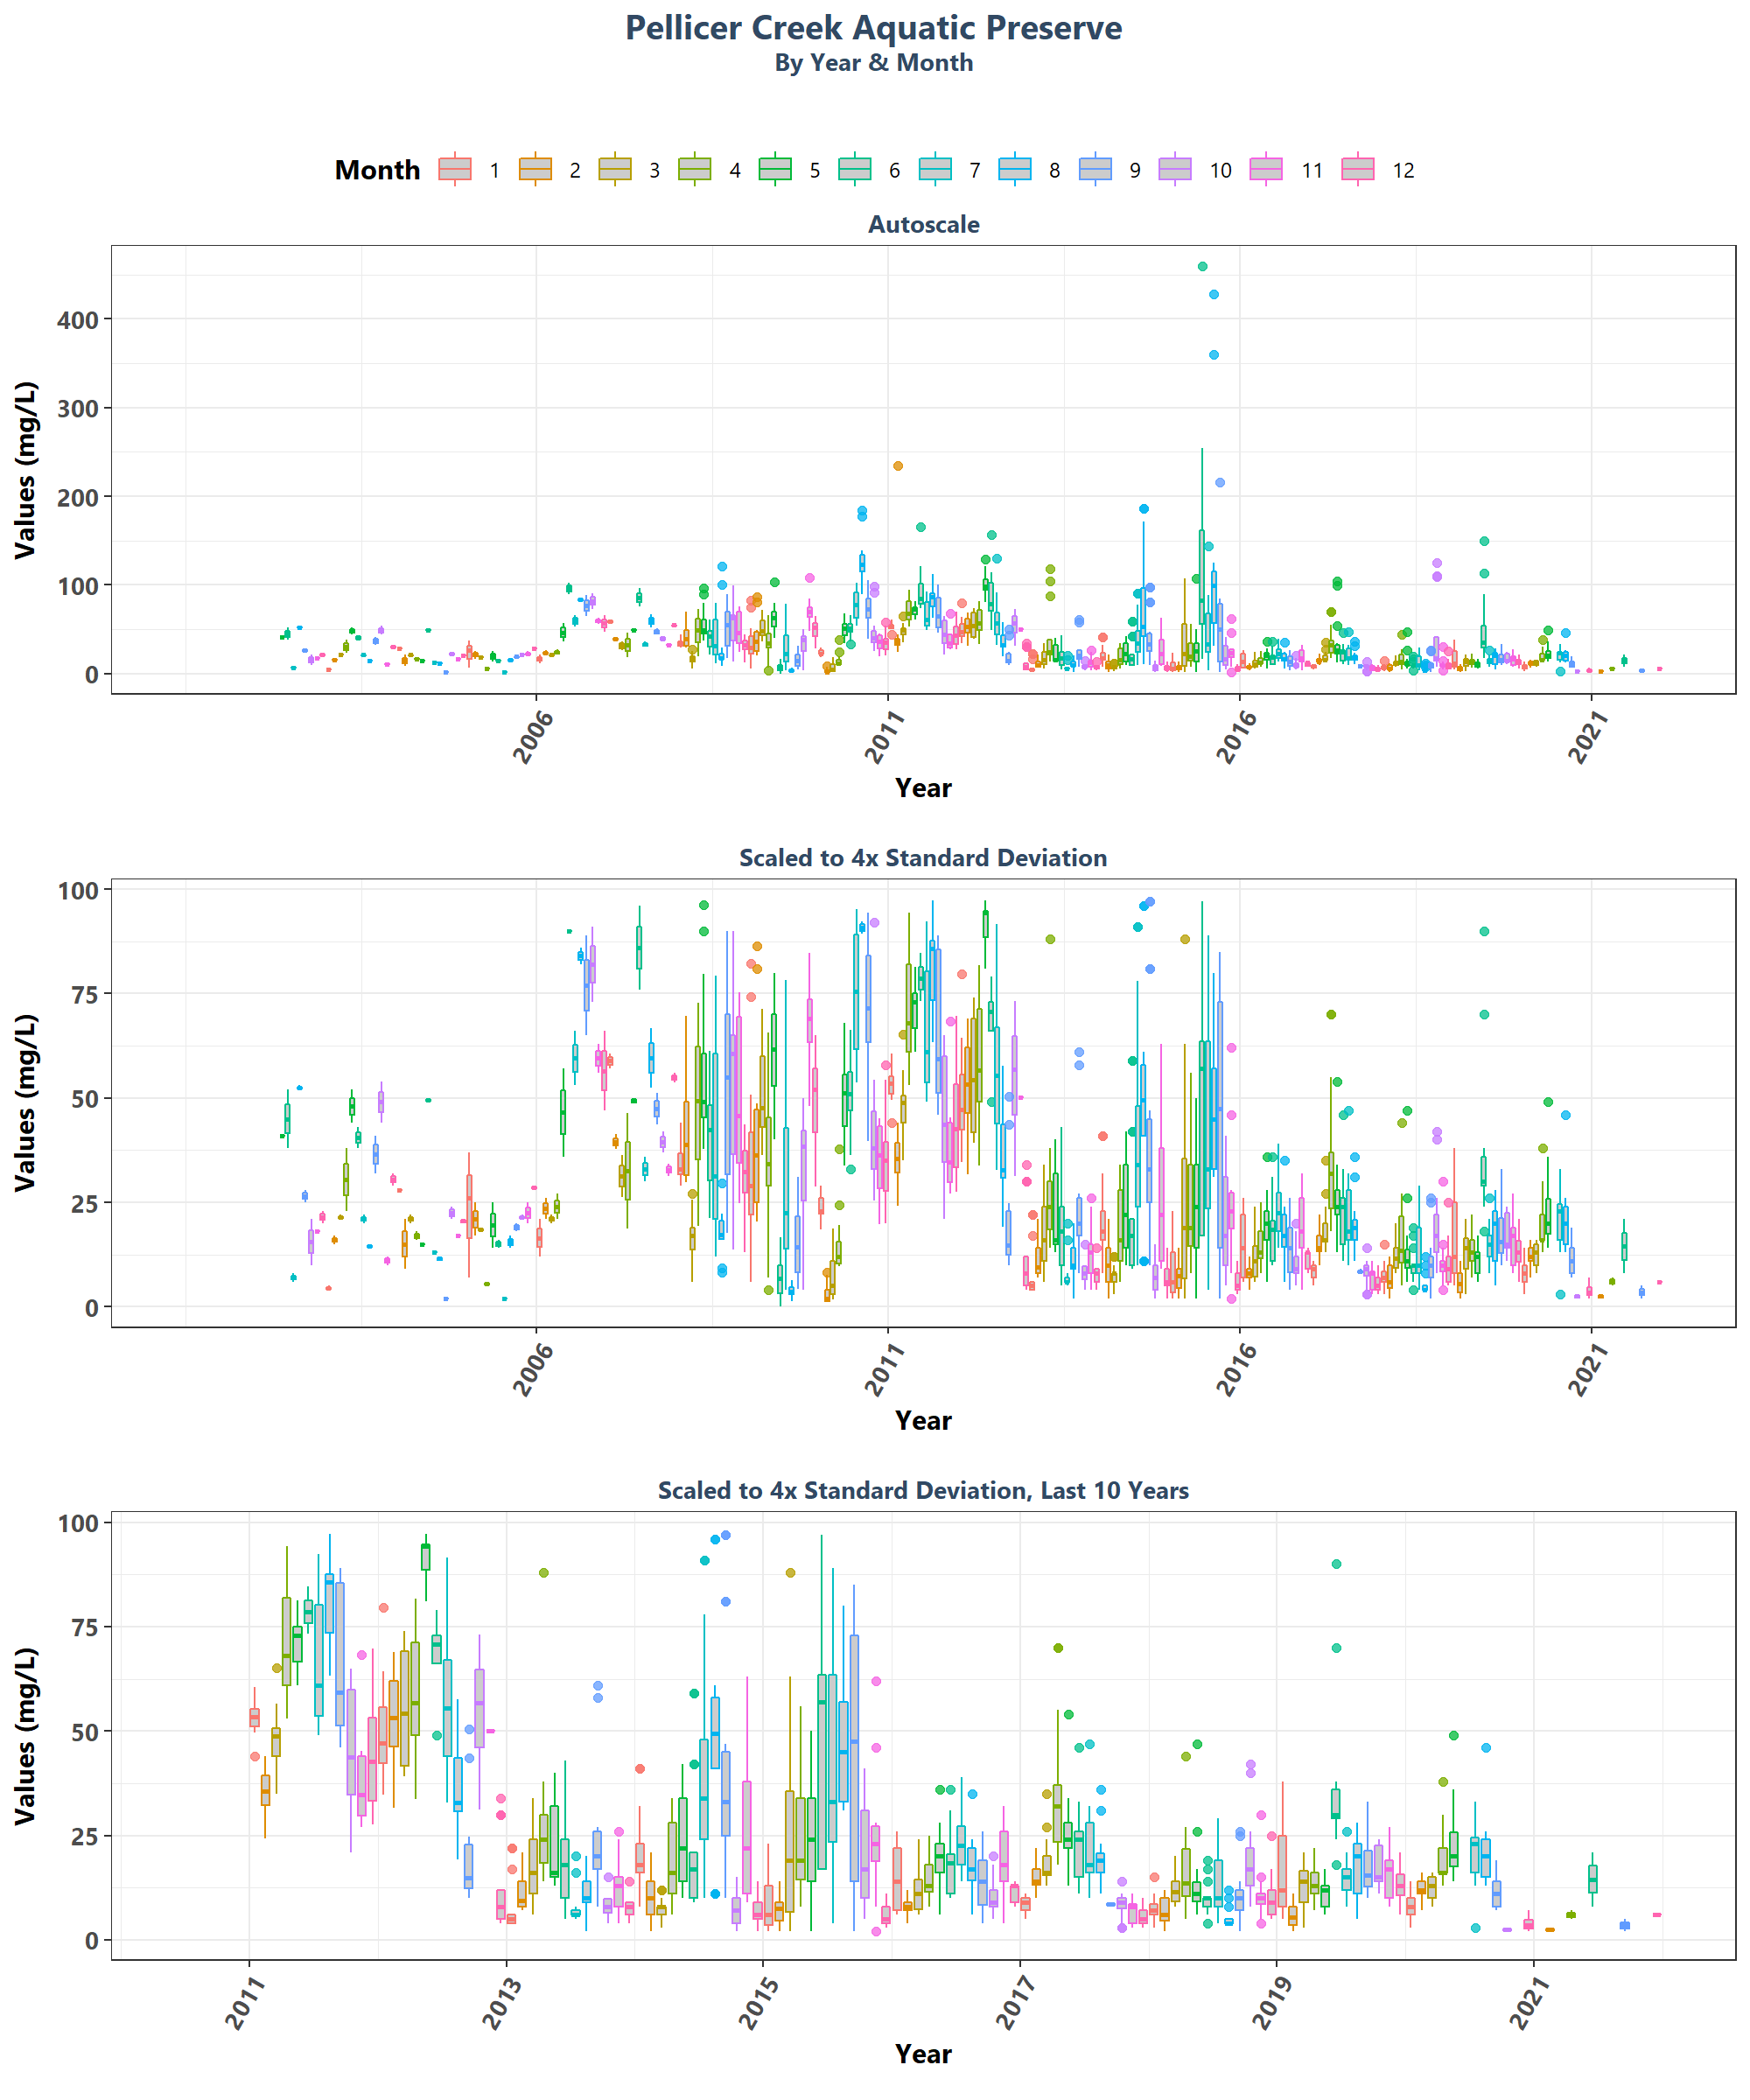 Pellicer Creek Aquatic Preserve
By Year & Month
Month 1 2 3 4 5 6 7 8 9 10 11 12
Autoscale
400
300
200
100
0
Values (mg/L)
2006 2011 2016 2021
Year
Scaled to 4x Standard Deviation
100
75
50
25
0
Values (mg/L)
2006 2011 2016 2021
Year
Scaled to 4x Standard Deviation, Last 10 Years
100
75
50
25
0
Values (mg/L)
2011 2013 2015 2017 2019 2021
Year